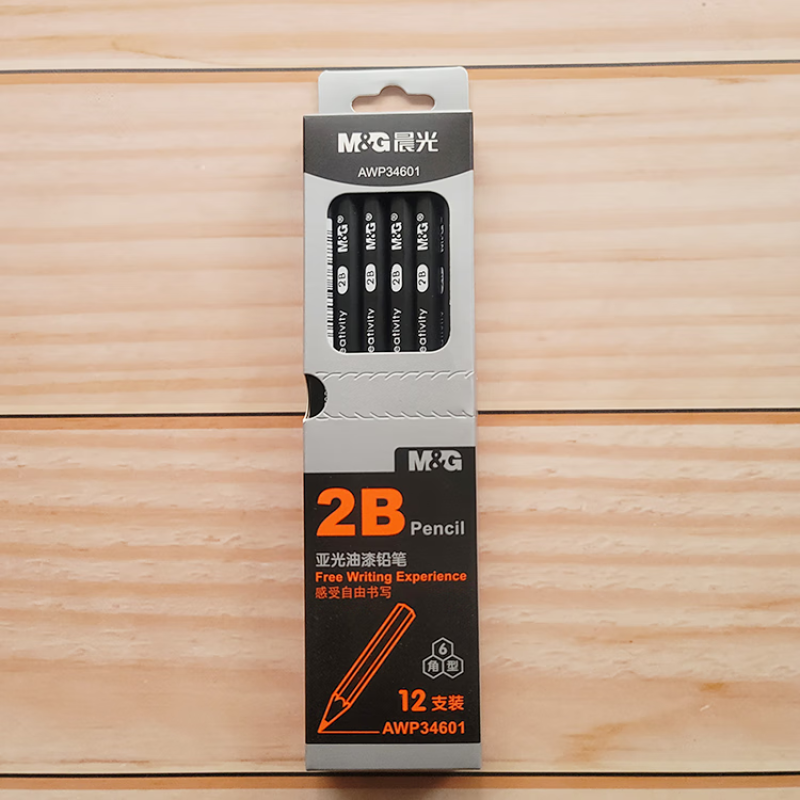 M&G晨光
AWP34601
M&G®
2B
eativity
M&G®
2B
eativity
M&G®
2B
eativity
M&G®
2B
eativity
M&G
2B Pencil
亚光油漆铅笔
Free Writing Experience
感受自由书写
6
角型
12支装
AWP34601